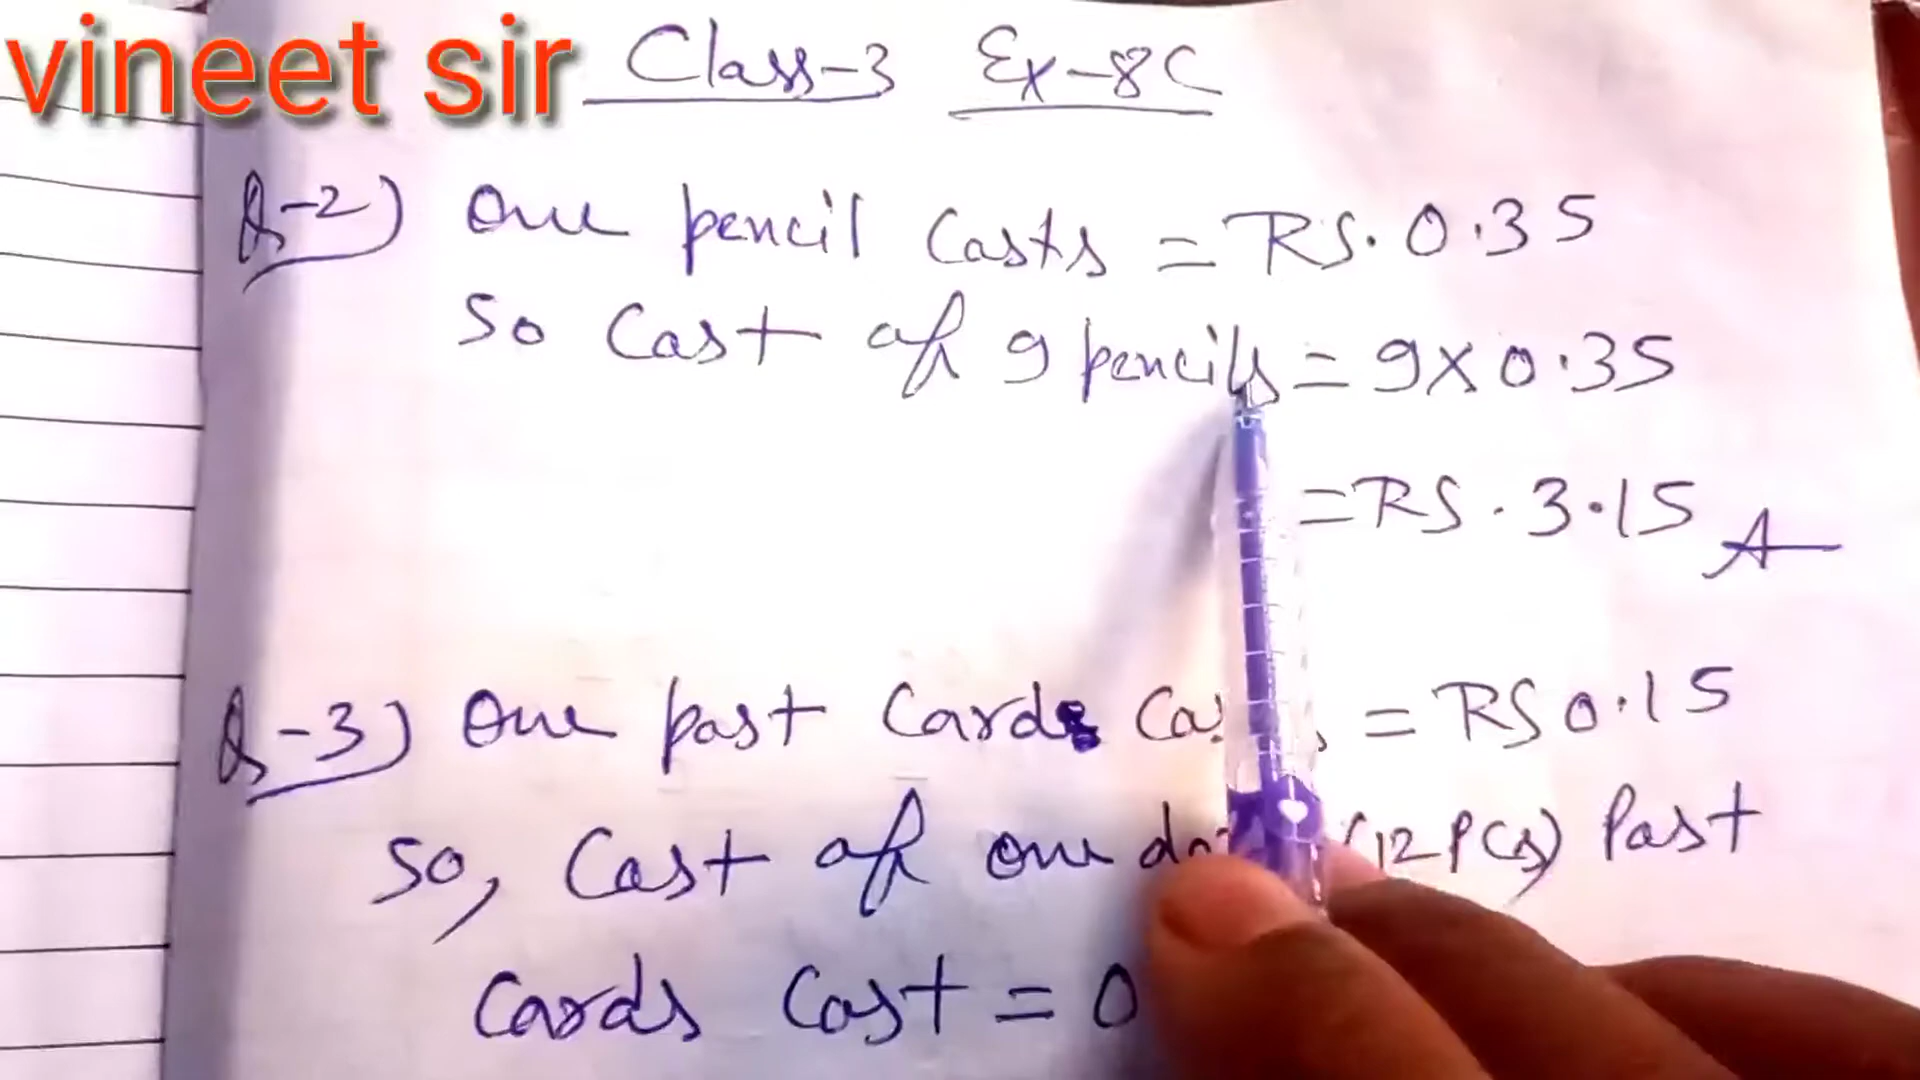 vineet sir
Class-3 Ex-8C
Q-2) One pencil Costs = RS. 0.35
So Cost of 9 pencils = 9x0.35
= RS. 3.15 A
Q-3) One post Cards = RS 0.15
So, Cost of one (12 PCs) Post
Cards Cost = 0